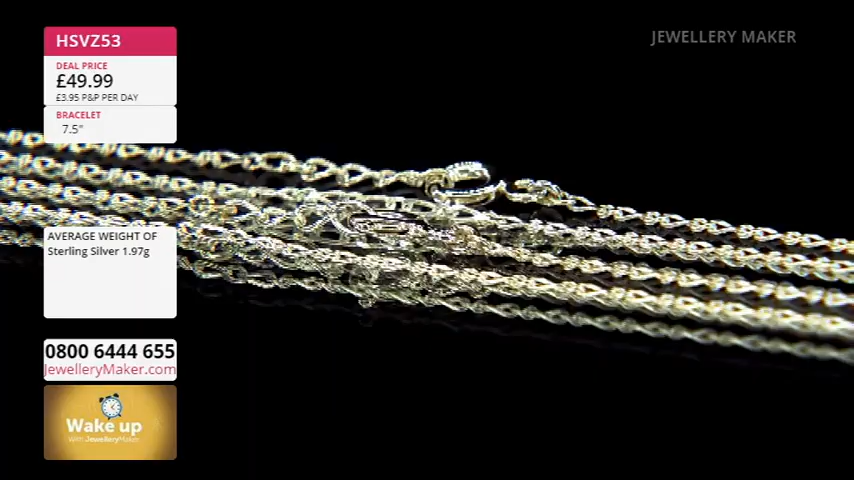 HSVZ53
DEAL PRICE
£49.99
£3.95 P&P PER DAY
BRACELET
7.5"
JEWELLERY MAKER
AVERAGE WEIGHT OF
Sterling Silver 1.97g
0800 6444 655
JewelleryMaker.com
Wake up
With JewelleryMaker